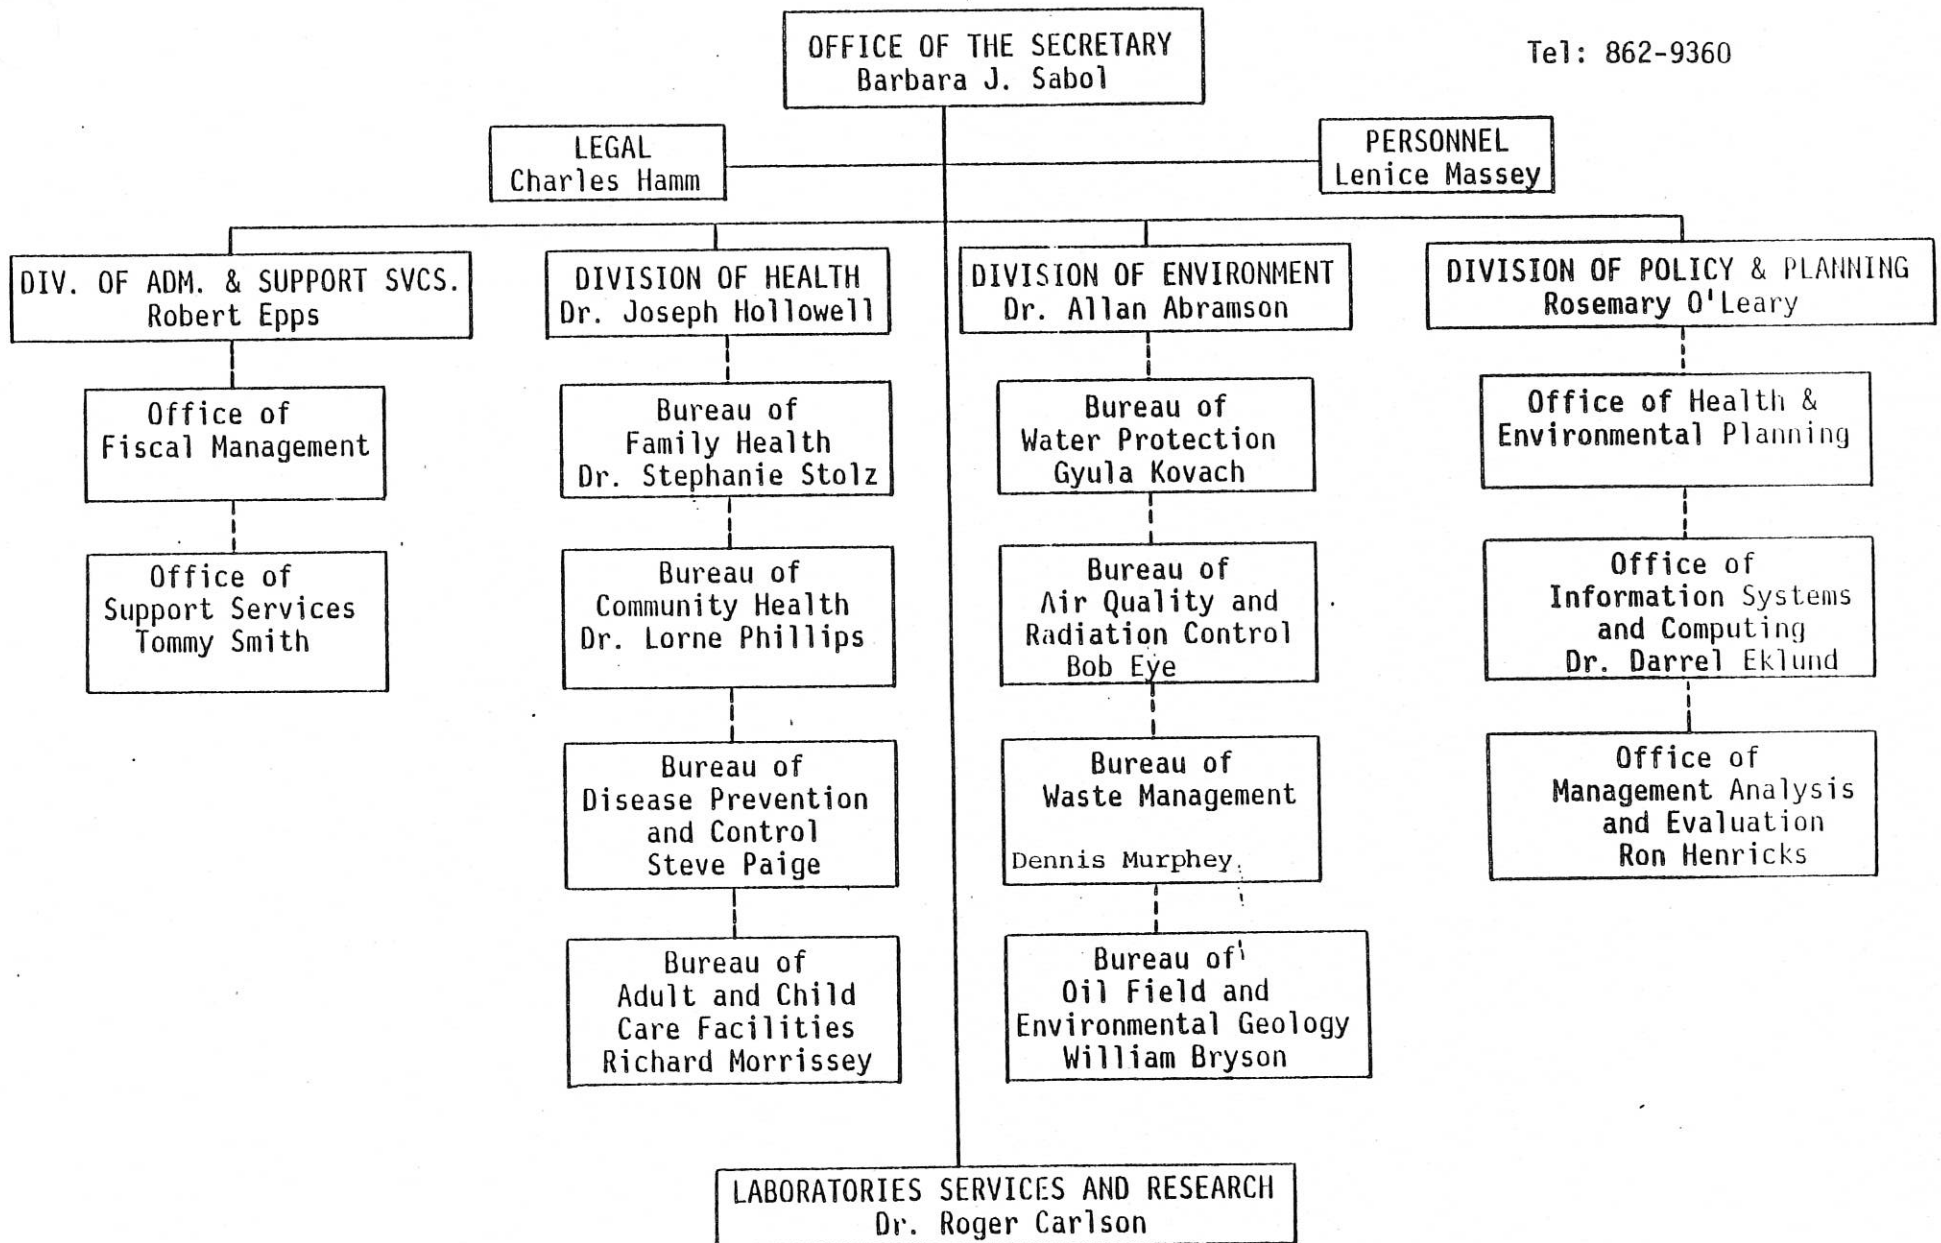 OFFICE OF THE SECRETARY
Barbara J. Sabol
Tel: 862-9360
LEGAL
Charles Hamm
PERSONNEL
Lenice Massey
DIV. OF ADM. & SUPPORT SVCS.
Robert Epps
DIVISION OF HEALTH
Dr. Joseph Hollowell
DIVISION OF ENVIRONMENT
Dr. Allan Abramson
DIVISION OF POLICY & PLANNING
Rosemary O'Leary
Office of
Fiscal Management
Office of
Support Services
Tommy Smith
Bureau of
Family Health
Dr. Stephanie Stolz
Bureau of
Community Health
Dr. Lorne Phillips
Bureau of
Disease Prevention
and Control
Steve Paige
Bureau of
Adult and Child
Care Facilities
Richard Morrissey
Bureau of
Water Protection
Gyula Kovach
Bureau of
Air Quality and
Radiation Control
Bob Eye
Bureau of
Waste Management
Dennis Murphey
Bureau of
Oil Field and
Environmental Geology
William Bryson
Office of Health &
Environmental Planning
Office of
Information Systems
and Computing
Dr. Darrel Eklund
Office of
Management Analysis
and Evaluation
Ron Henricks
LABORATORIES SERVICES AND RESEARCH
Dr. Roger Carlson